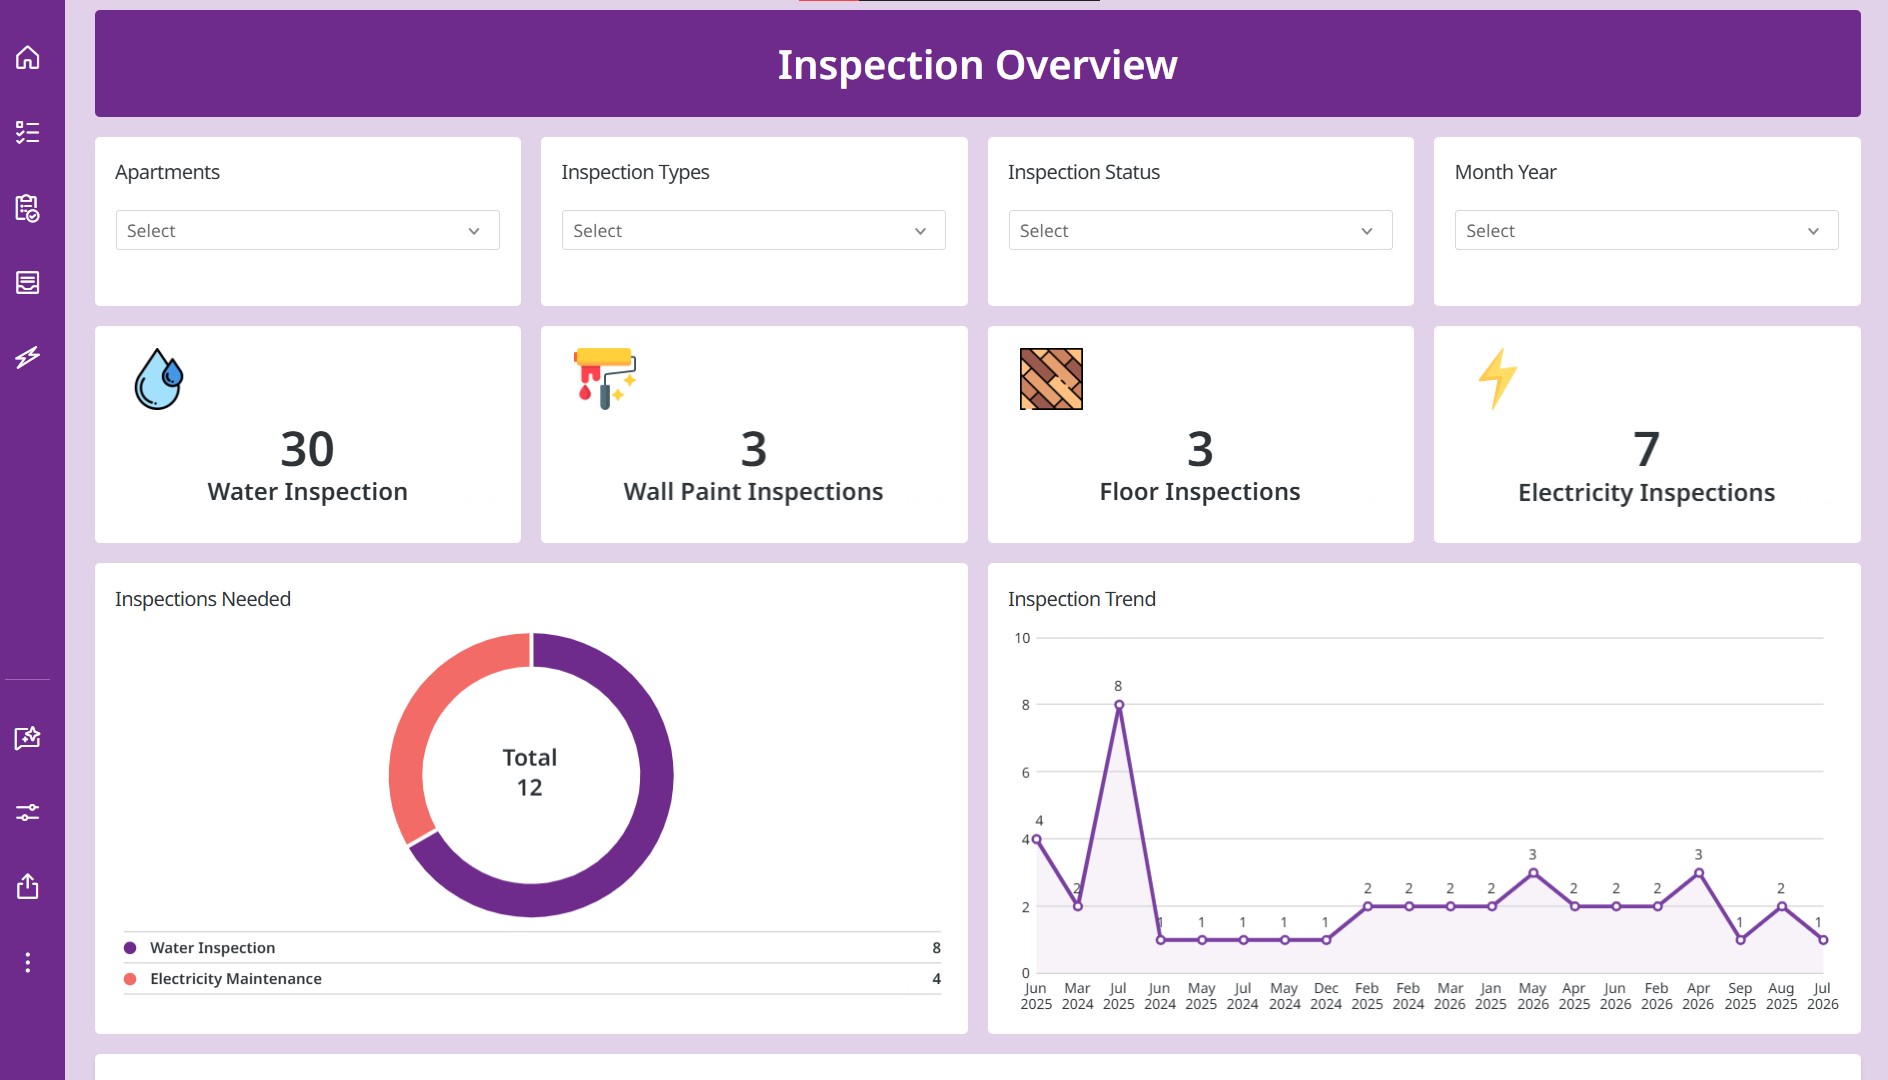 Inspection Overview
Apartments
Select
Inspection Types
Select
Inspection Status
Select
Month Year
Select
30
Water Inspection
3
Wall Paint Inspections
3
Floor Inspections
7
Electricity Inspections
Inspections Needed
Total
12
Water Inspection 8
Electricity Maintenance 4
Inspection Trend
10
8
6
4
2
0
4 2 8 1 1 1 1 1 2 2 2 2 3 2 2 2 3 1 2 1
Jun Mar Jul Jun May Jul May Dec Feb Feb Mar Jan May Apr Jun Feb Apr Sep Aug Jul
2025 2024 2025 2024 2025 2024 2024 2024 2025 2024 2026 2025 2026 2025 2026 2026 2026 2025 2025 2026